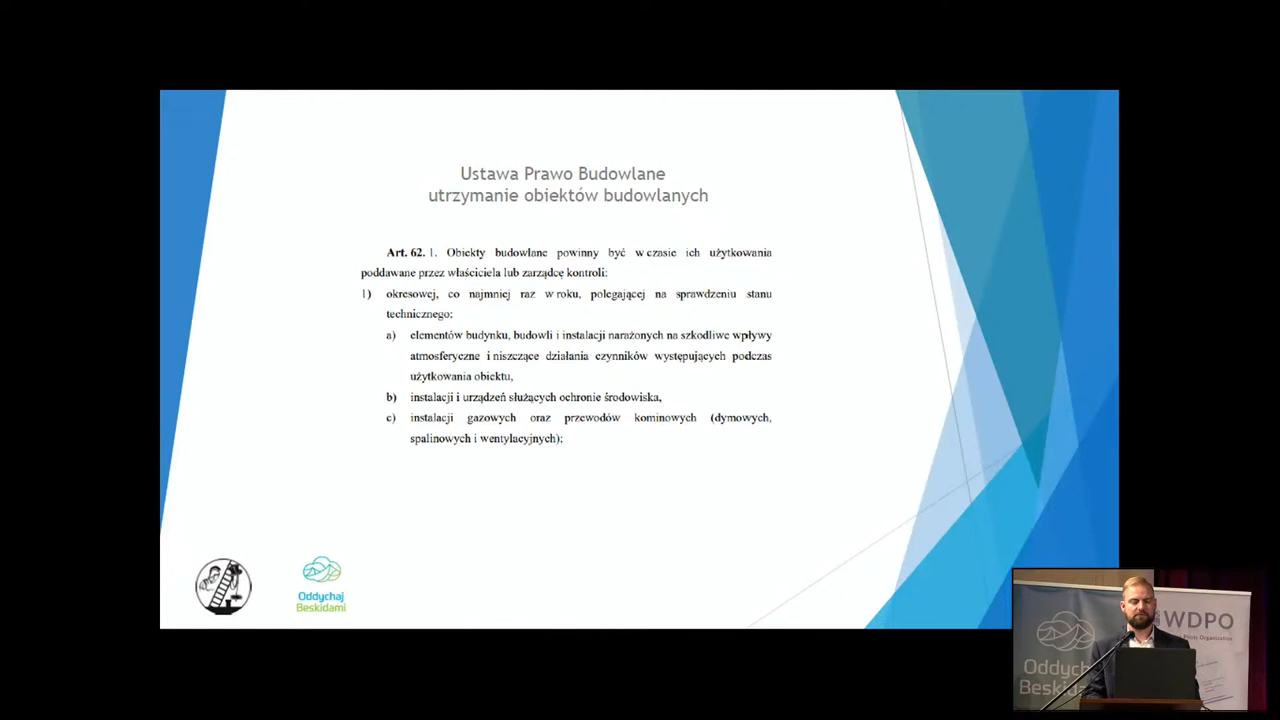 Ustawa Prawo Budowlane
utrzymanie obiektów budowlanych
Art. 62. 1. Obiekty budowlane powinny być w czasie ich użytkowania
poddawane przez właściciela lub zarządcę kontroli:
1) okresowej, co najmniej raz w roku, polegającej na sprawdzeniu stanu
technicznego:
a) elementów budynku, budowli i instalacji narażonych na szkodliwe wpływy
atmosferyczne i niszczące działania czynników występujących podczas
użytkowania obiektu,
b) instalacji i urządzeń służących ochronie środowiska,
c) instalacji gazowych oraz przewodów kominowych (dymowych,
spalinowych i wentylacyjnych);
Oddychaj
Beskidami
WDPO
Oddych
Beskida